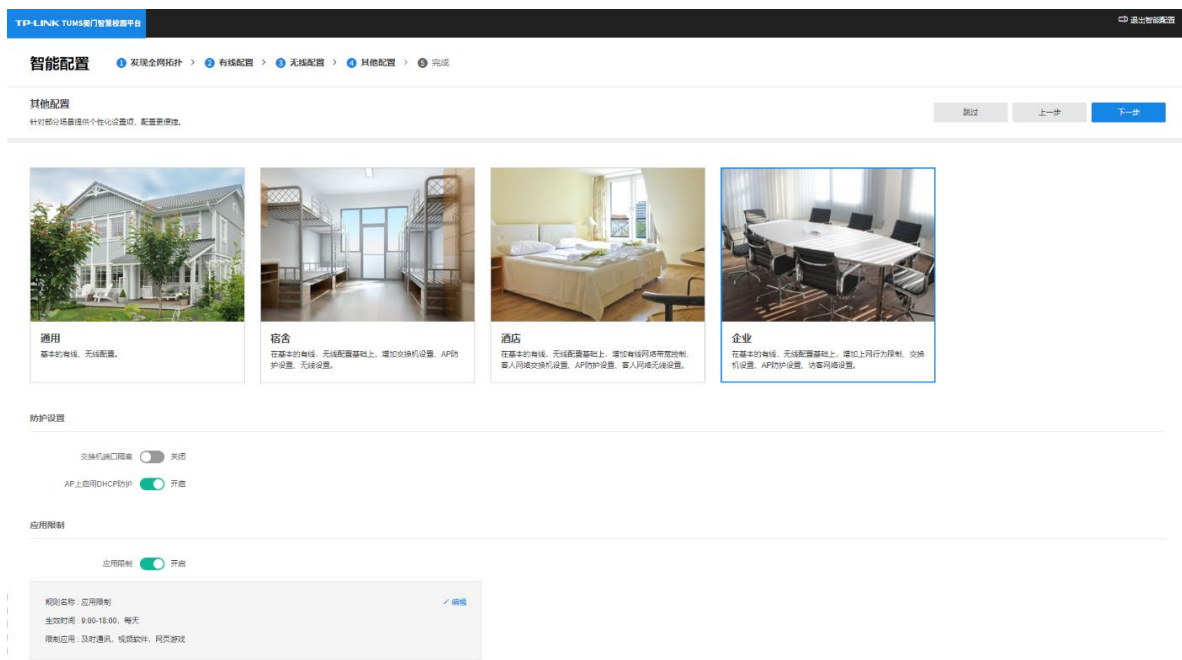 TP-LINK TUMS厦门智慧校园平台
退出智能配置
智能配置
1 发现全网拓扑 > 2 有线配置 > 3 无线配置 > 4 其他配置 > 5 完成
其他配置
针对部分场景提供个性化设置项，配置更便捷。
跳过
上一步
下一步
通用
基本的有线、无线配置。
宿舍
在基本的有线、无线配置基础上，增加交换机设置、AP防
护设置、无线设置。
酒店
在基本的有线、无线配置基础上，增加有线网络带宽控制、
客人网络交换机设置、AP防护设置、客人网络无线设置。
企业
在基本的有线、无线配置基础上，增加上网行为限制、交换
机设置、AP防护设置、访客网络设置。
防护设置
交换机端口隔离 关闭
AP上启用DHCP防护 开启
应用限制
应用限制 开启
规则名称 : 应用限制
编辑
生效时间 : 9:00-18:00，每天
限制应用 : 及时通讯，视频软件，网页游戏